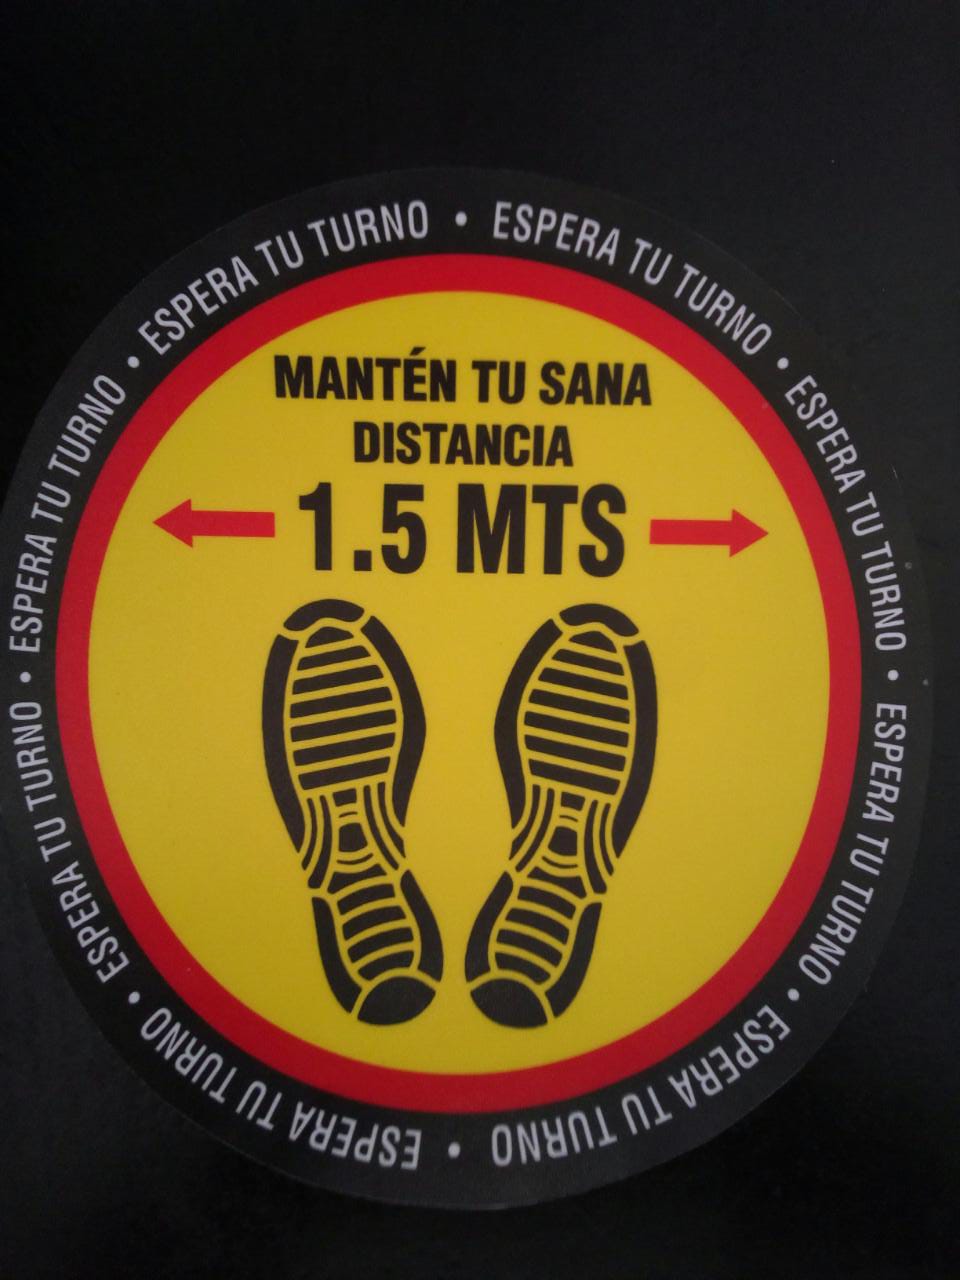 MANTÉN TU SANA
DISTANCIA
1.5 MTS
ESPERA TU TURNO • ESPERA TU TURNO • ESPERA TU TURNO • ESPERA TU TURNO • ESPERA TU TURNO • ESPERA TU TURNO • ESPERA TU TURNO • ESPERA TU TURNO •